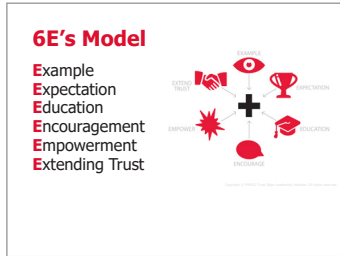 6E's Model
Example
Expectation
Education
Encouragement
Empowerment
Extending Trust
EXAMPLE
EXTEND
TRUST
EXPECTATION
EMPOWER
EDUCATION
ENCOURAGE